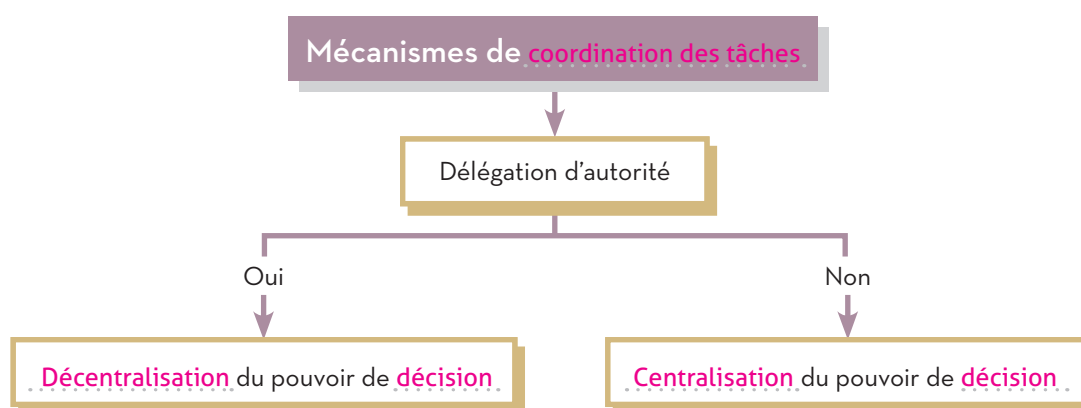 Mécanismes de coordination des tâches
Délégation d'autorité
Oui
Non
Décentralisation du pouvoir de décision
Centralisation du pouvoir de décision